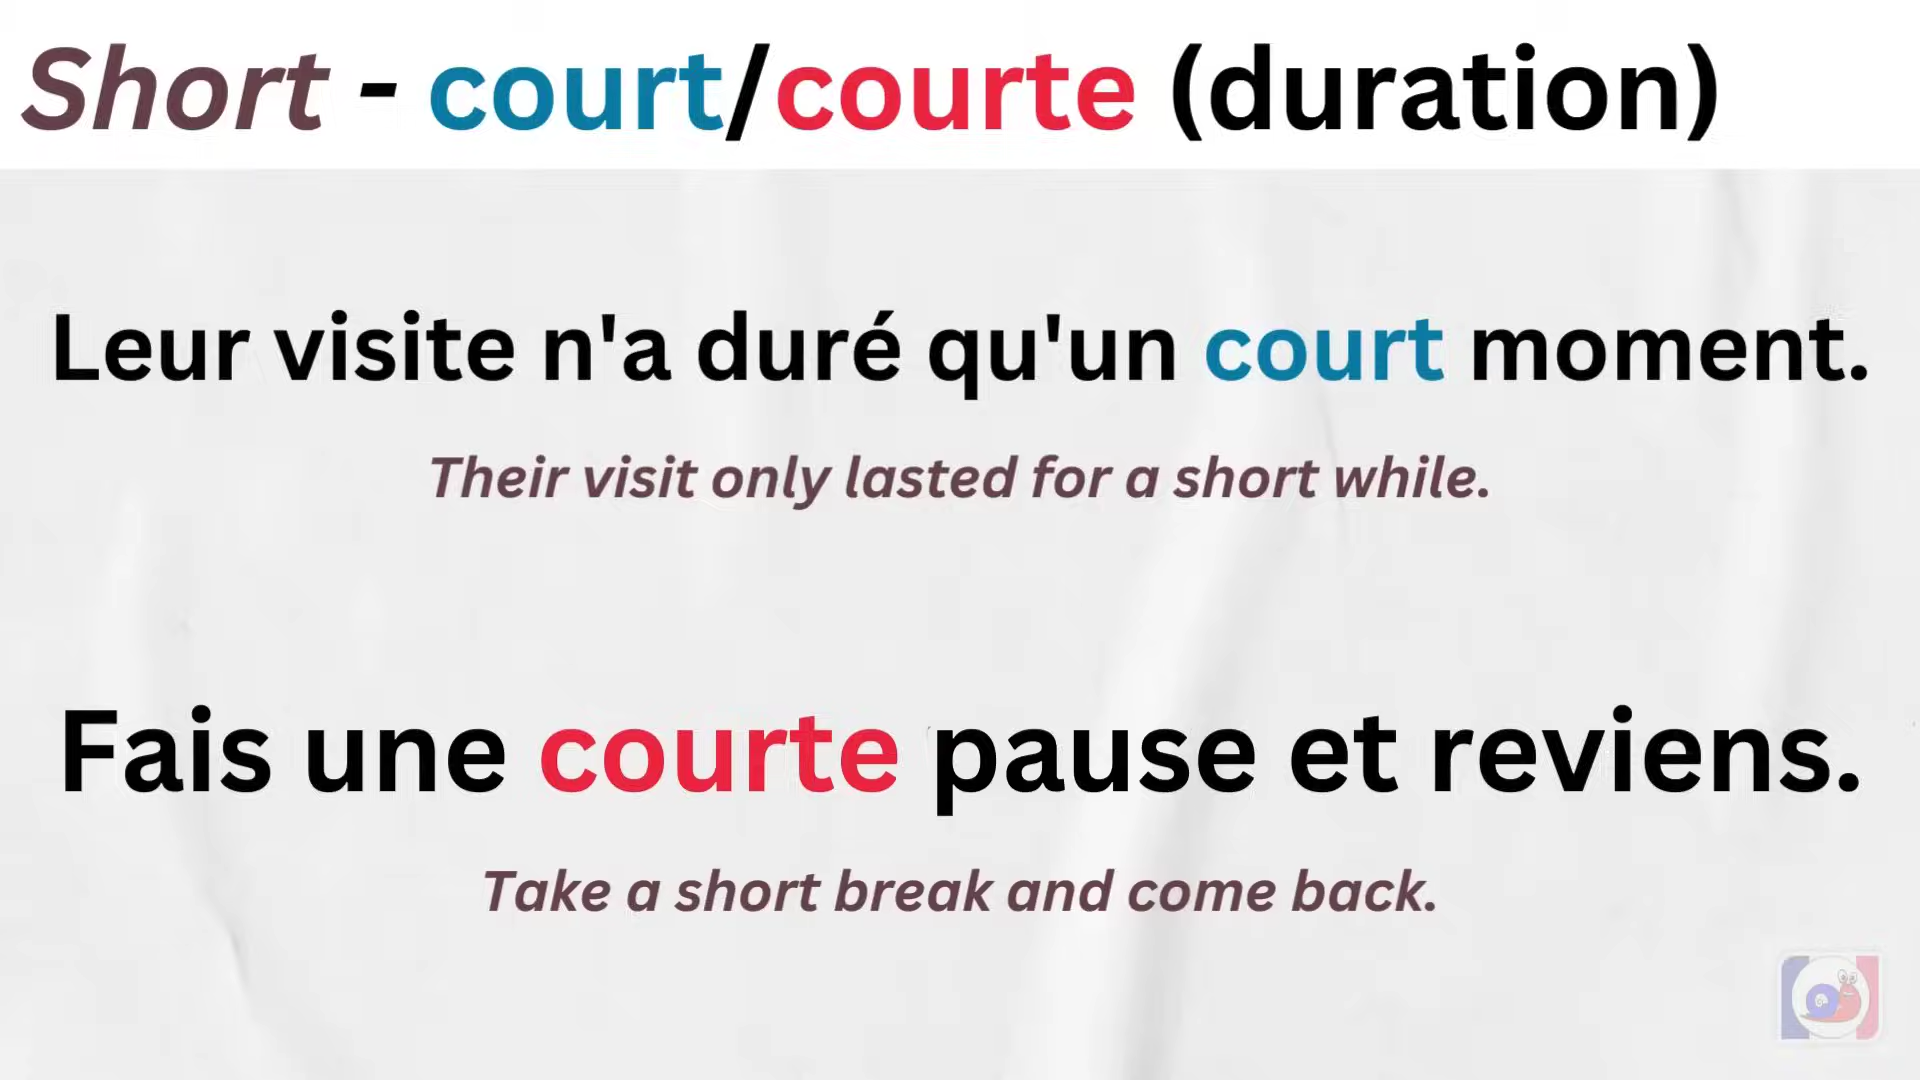 Short - court/courte (duration)
Leur visite n'a duré qu'un court moment.
Their visit only lasted for a short while.
Fais une courte pause et reviens.
Take a short break and come back.